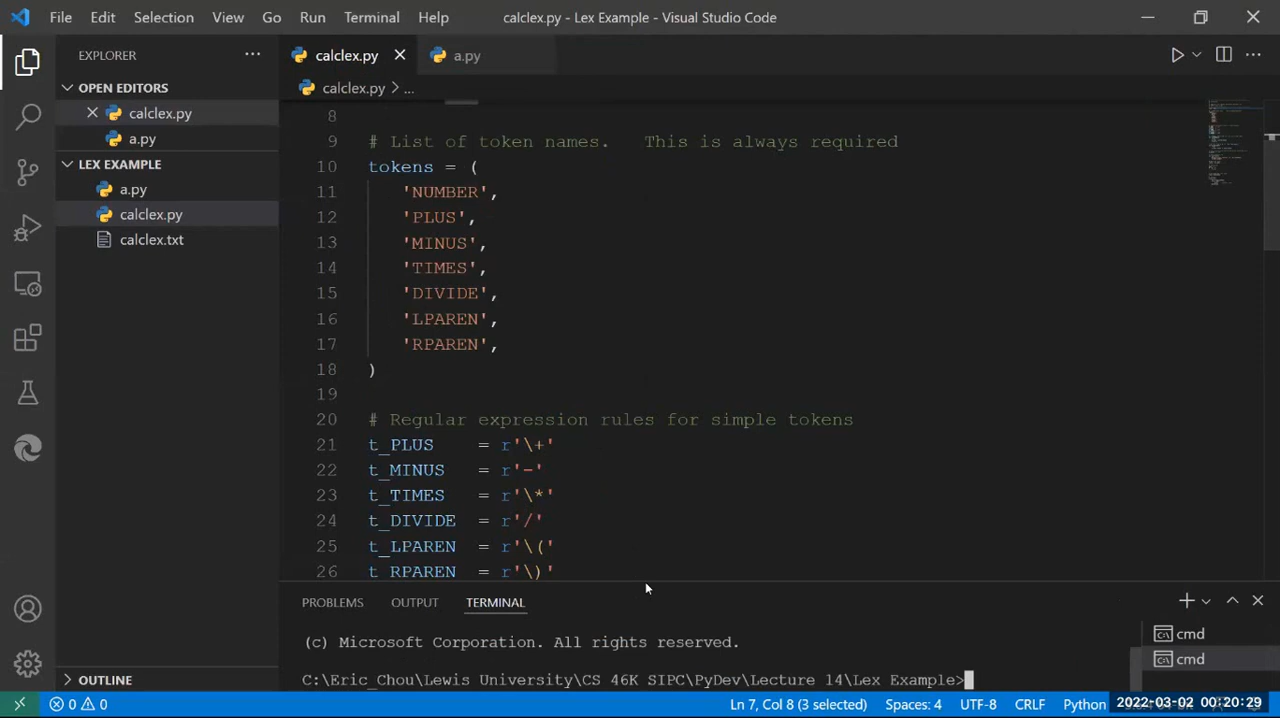 File Edit Selection View Go Run Terminal Help calclex.py - Lex Example - Visual Studio Code
EXPLORER
OPEN EDITORS
calclex.py
a.py
LEX EXAMPLE
a.py
calclex.py
calclex.txt
OUTLINE
calclex.py a.py
calclex.py > ...
8
9 # List of token names.   This is always required
10 tokens = (
11     'NUMBER',
12     'PLUS',
13     'MINUS',
14     'TIMES',
15     'DIVIDE',
16     'LPAREN',
17     'RPAREN',
18 )
19
20 # Regular expression rules for simple tokens
21 t_PLUS    = r'\+'
22 t_MINUS   = r'-'
23 t_TIMES   = r'\*'
24 t_DIVIDE  = r'/'
25 t_LPAREN  = r'\('
26 t_RPAREN  = r'\)'
PROBLEMS OUTPUT TERMINAL
(c) Microsoft Corporation. All rights reserved.
C:\Eric_Chou\Lewis University\CS 46K SIPC\PyDev\Lecture 14\Lex Example>
cmd
cmd
0 0 Ln 7, Col 8 (3 selected) Spaces: 4 UTF-8 CRLF Python 2022-03-02 00:20:29